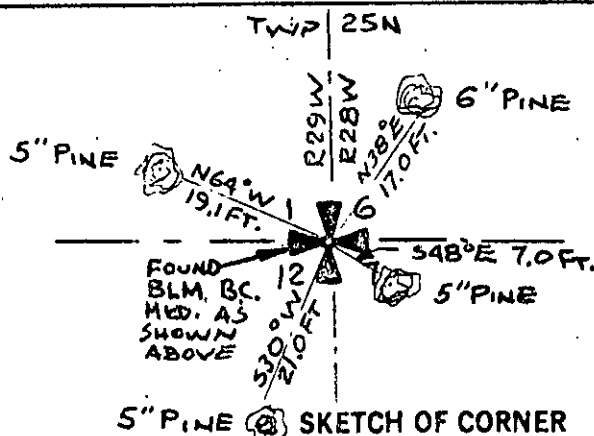 TWP 25N
R29W
R28W
6" PINE
N38°E
17.0 FT.
5" PINE
N64°W
19.1 FT.
1
6
S48°E 7.0 FT.
FOUND
BLM. BC.
MKD. AS
SHOWN
ABOVE
12
5" PINE
S30°W
21.0 FT
5" PINE
SKETCH OF CORNER